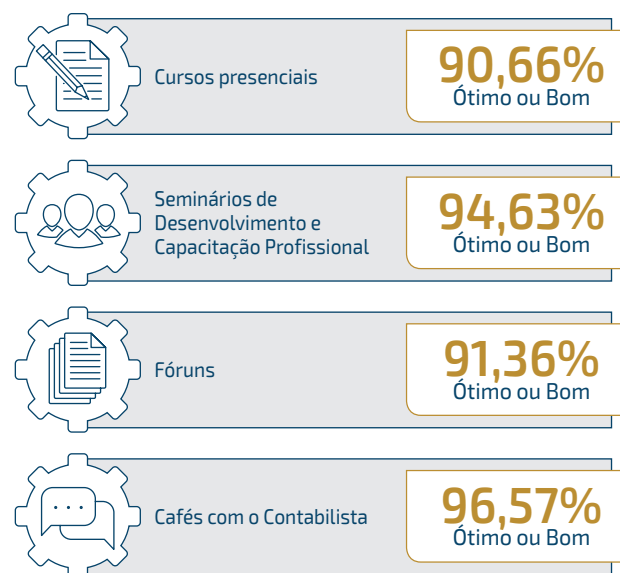 Cursos presenciais
90,66%
Ótimo ou Bom
Seminários de
Desenvolvimento e
Capacitação Profissional
94,63%
Ótimo ou Bom
Fóruns
91,36%
Ótimo ou Bom
Cafés com o Contabilista
96,57%
Ótimo ou Bom